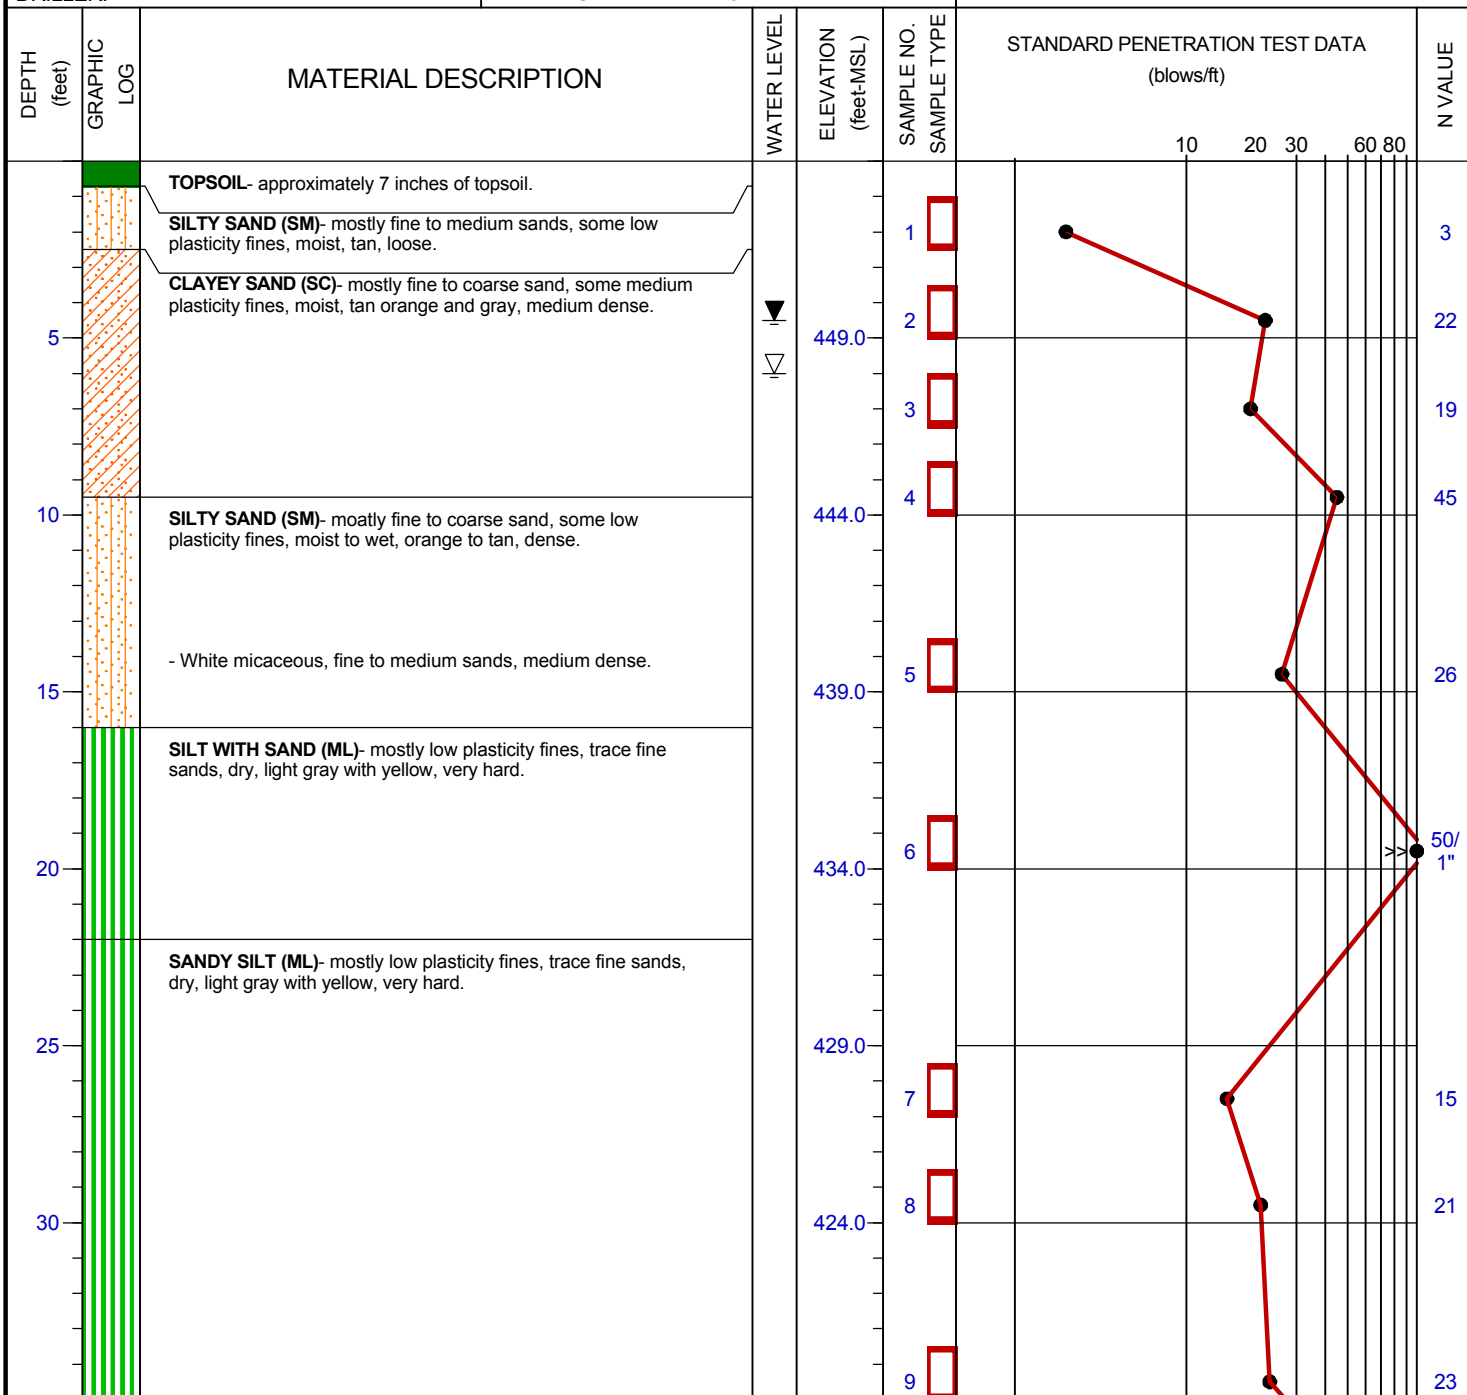 DEPTH
(feet)
GRAPHIC
LOG
MATERIAL DESCRIPTION
WATER LEVEL
ELEVATION
(feet-MSL)
SAMPLE NO.
SAMPLE TYPE
STANDARD PENETRATION TEST DATA
(blows/ft)
N VALUE
10 20 30 60 80
TOPSOIL- approximately 7 inches of topsoil.
SILTY SAND (SM)- mostly fine to medium sands, some low
plasticity fines, moist, tan, loose.
1 3
CLAYEY SAND (SC)- mostly fine to coarse sand, some medium
plasticity fines, moist, tan orange and gray, medium dense.
2 22
5 449.0
3 19
4 45
10 444.0
SILTY SAND (SM)- moatly fine to coarse sand, some low
plasticity fines, moist to wet, orange to tan, dense.
- White micaceous, fine to medium sands, medium dense.
5 26
15 439.0
SILT WITH SAND (ML)- mostly low plasticity fines, trace fine
sands, dry, light gray with yellow, very hard.
6 >> 50/
1"
20 434.0
SANDY SILT (ML)- mostly low plasticity fines, trace fine sands,
dry, light gray with yellow, very hard.
25 429.0
7 15
8 21
30 424.0
9 23